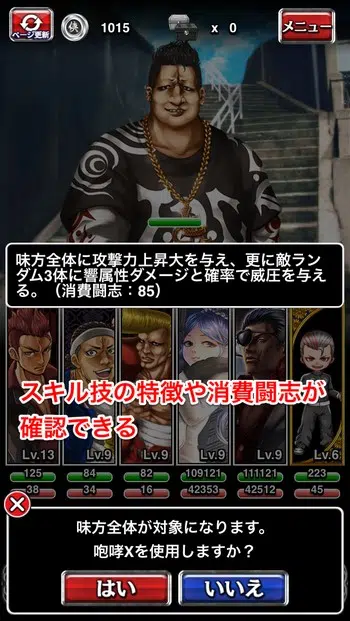 ページ更新
侠
1015
x 0
メニュー
味方全体に攻撃力上昇大を与え、更に敵ラン
ダム3体に響属性ダメージと確率で威圧を与え
る。（消費闘志：85）
スキル技の特徴や消費闘志が
確認できる
Lv.13 Lv.9 Lv.9 Lv.9 Lv.9 Lv.6
125 84 82 109121 111121 223
38 34 16 42353 42512 45
味方全体が対象になります。
咆哮Xを使用しますか？
はい いいえ